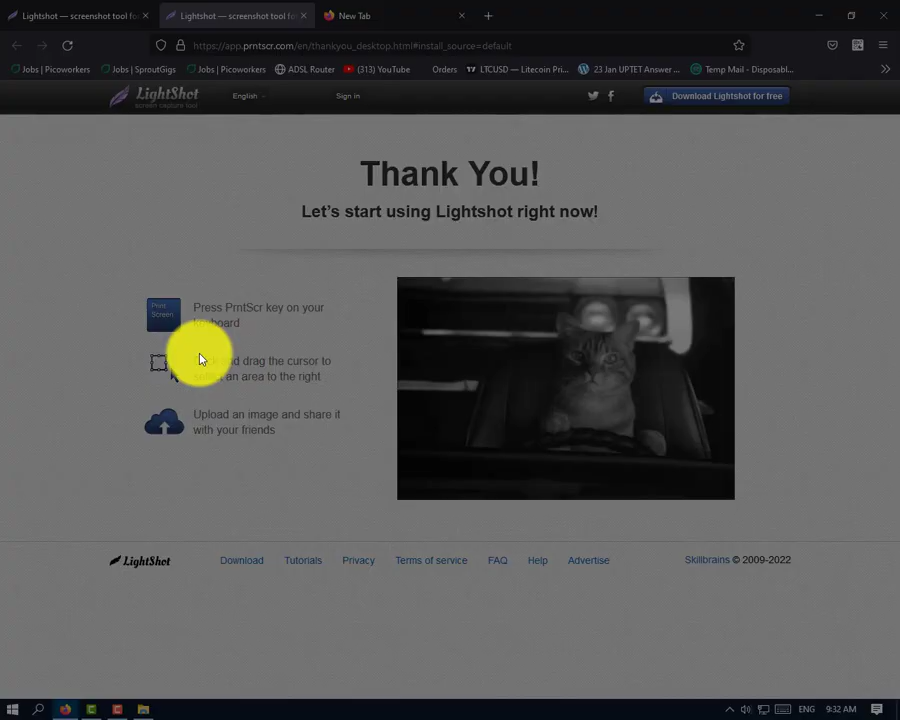 Lightshot — screenshot tool fo
Lightshot — screenshot tool fo
New Tab
https://app.prntscr.com/en/thankyou_desktop.html#install_source=default
Jobs | Picoworkers
Jobs | SproutGigs
Jobs | Picoworkers
ADSL Router
(313) YouTube
Orders
LTCUSD — Litecoin Pri...
23 Jan UPTET Answer ...
Temp Mail - Disposabl...
LightShot
screen capture tool
English
Sign in
Download Lightshot for free
Thank You!
Let's start using Lightshot right now!
Print
Screen
Press PrntScr key on your
keyboard
and drag the cursor to
an area to the right
Upload an image and share it
with your friends
LightShot
Download
Tutorials
Privacy
Terms of service
FAQ
Help
Advertise
Skillbrains © 2009-2022
ENG
9:32 AM